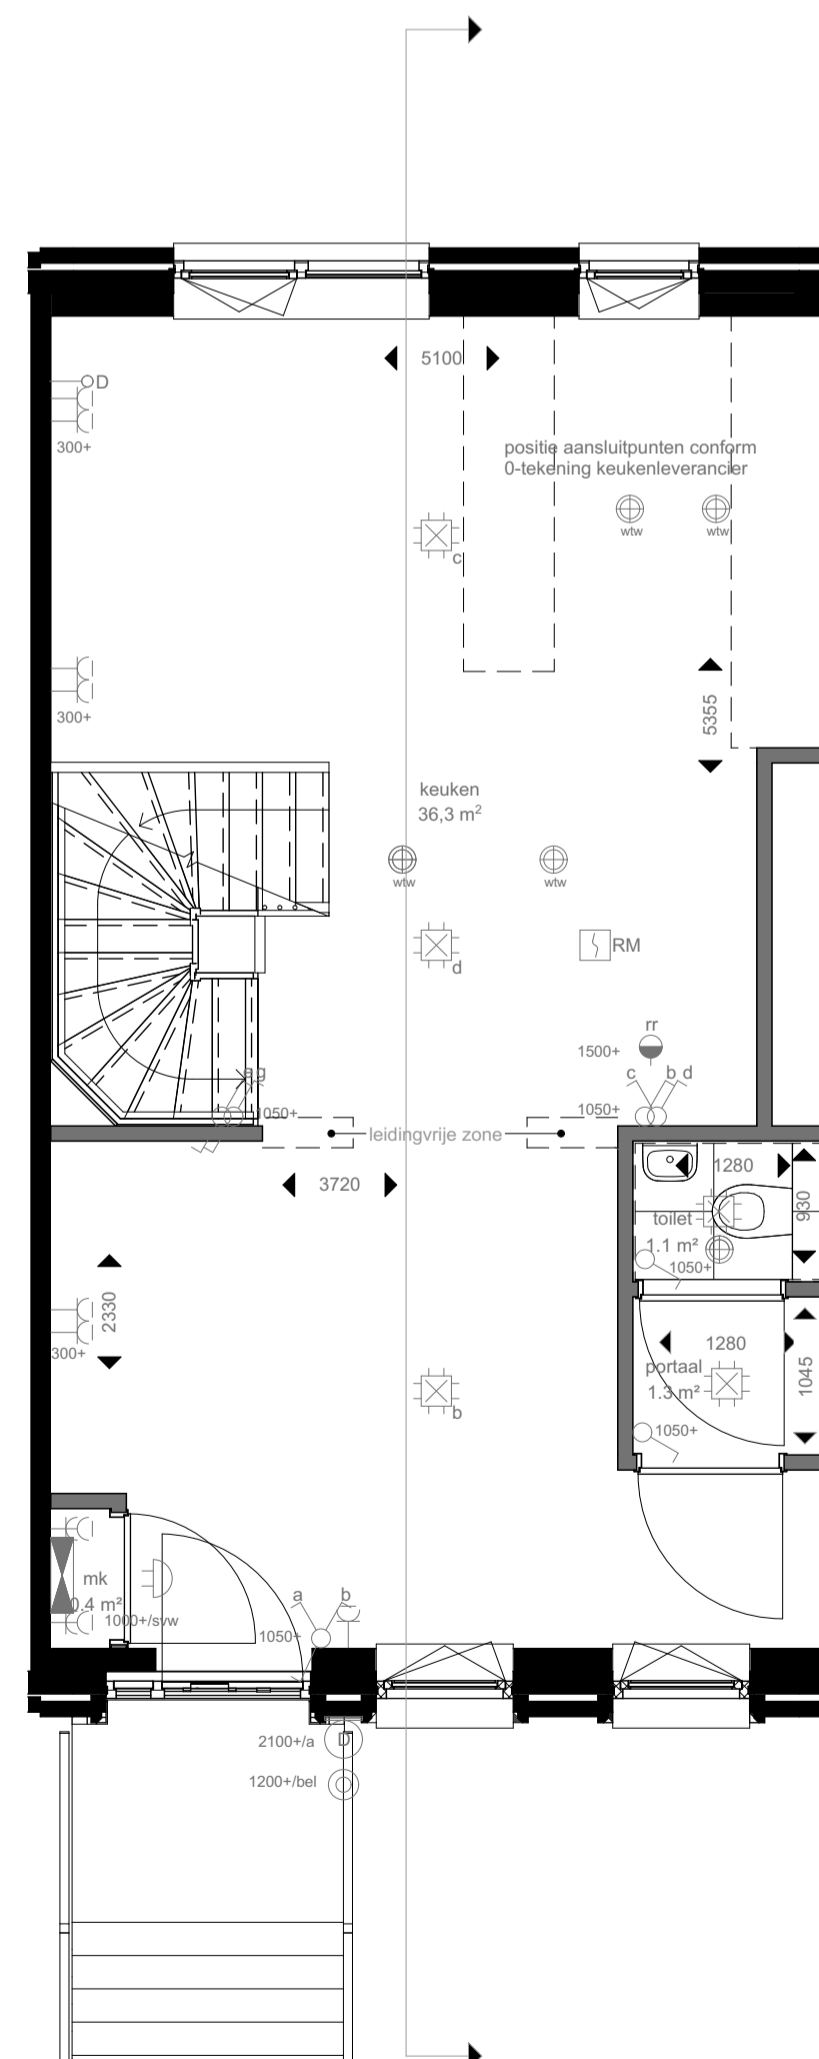 5100
D
300+
positie aansluitpunten conform
0-tekening keukenleverancier
wtw
wtw
c
300+
5355
keuken
36,3 m²
wtw
wtw
d
RM
rr
1500+
c
b
d
g
1050+
1050+
leidingvrije zone
3720
1280
930
toilet
1.1 m²
1050+
2330
300+
1280
portaal
1.3 m²
1045
b
1050+
mk
0.4 m²
1000+/svw
a
b
1050+
2100+/a
D
1200+/bel